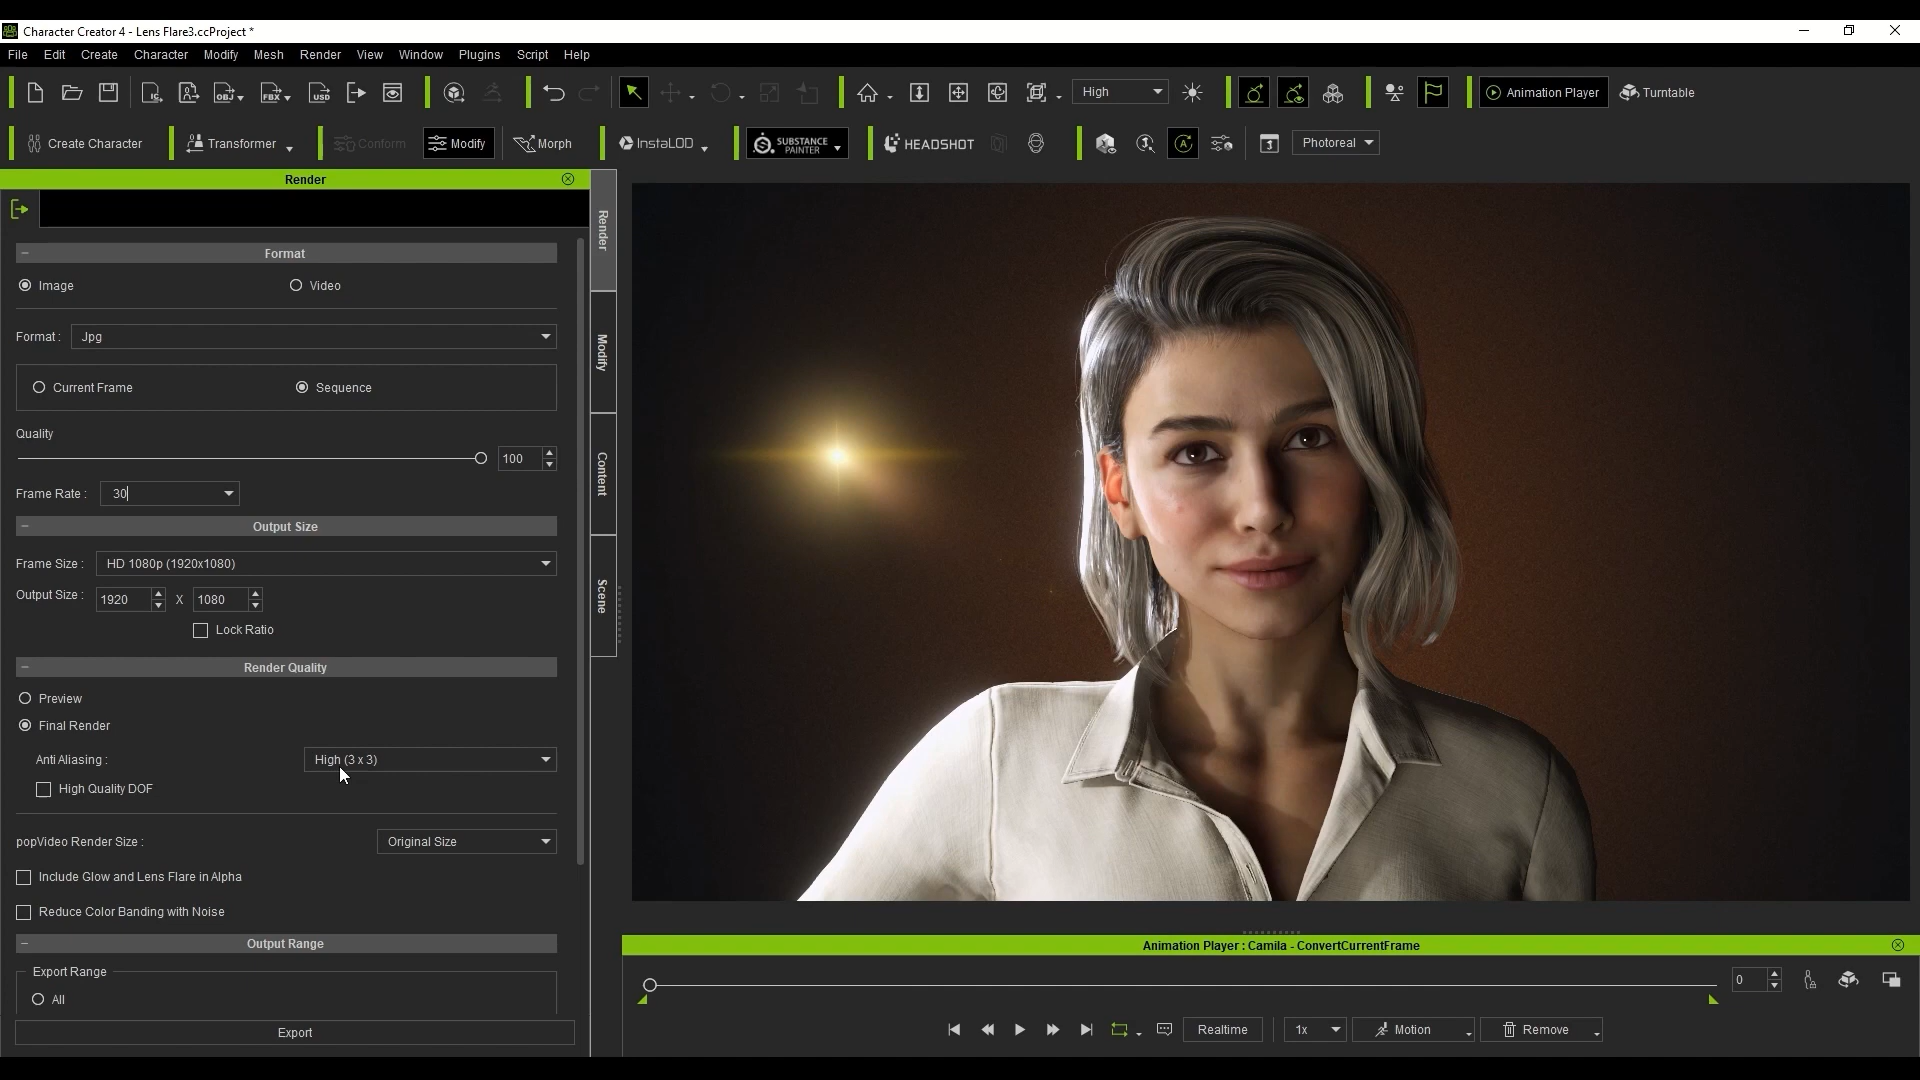 Character Creator 4 - Lens Flare3.ccProject *
File Edit Create Character Modify Mesh Render View Window Plugins Script Help
High Animation Player Turntable
Create Character Transformer Conform Modify Morph InstaLOD SUBSTANCE PAINTER HEADSHOT Photoreal
Render
Format
Image Video
Format : Jpg
Current Frame Sequence
Quality
100
Frame Rate : 30
Output Size
Frame Size : HD 1080p (1920x1080)
Output Size : 1920 X 1080
Lock Ratio
Render Quality
Preview
Final Render
Anti Aliasing : High (3 x 3)
High Quality DOF
popVideo Render Size : Original Size
Include Glow and Lens Flare in Alpha
Reduce Color Banding with Noise
Output Range
Export Range
All
Export
Render
Modify
Content
Scene
Animation Player : Camila - ConvertCurrentFrame
0
Realtime 1x Motion Remove